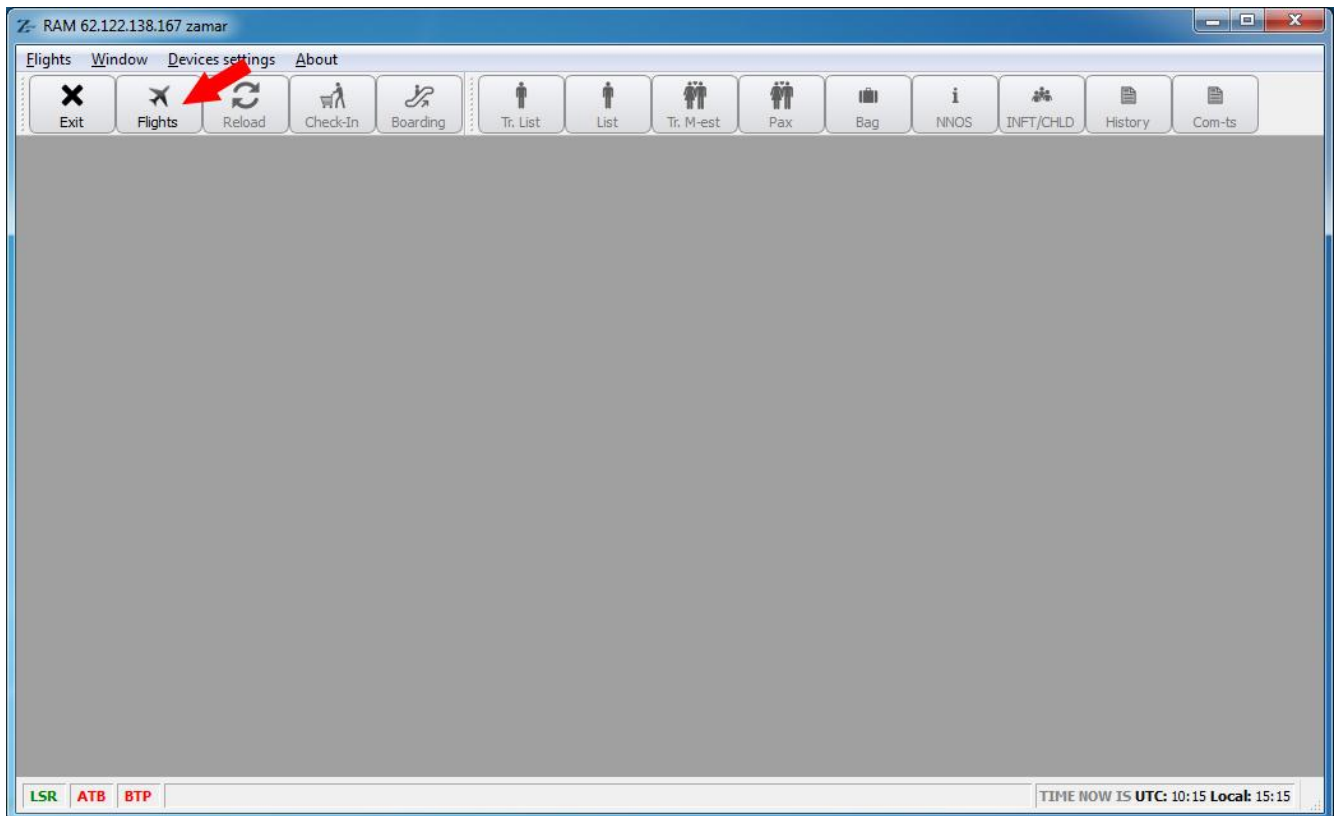 RAM 62.122.138.167 zamar
Flights Window Devices settings About
Exit Flights Reload Check-In Boarding Tr. List List Tr. M-est Pax Bag NNOS INFT/CHLD History Com-ts
LSR ATB BTP TIME NOW IS UTC: 10:15 Local: 15:15